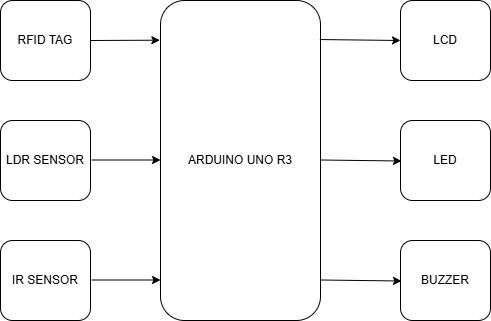 RFID TAG
LCD
LDR SENSOR
ARDUINO UNO R3
LED
IR SENSOR
BUZZER